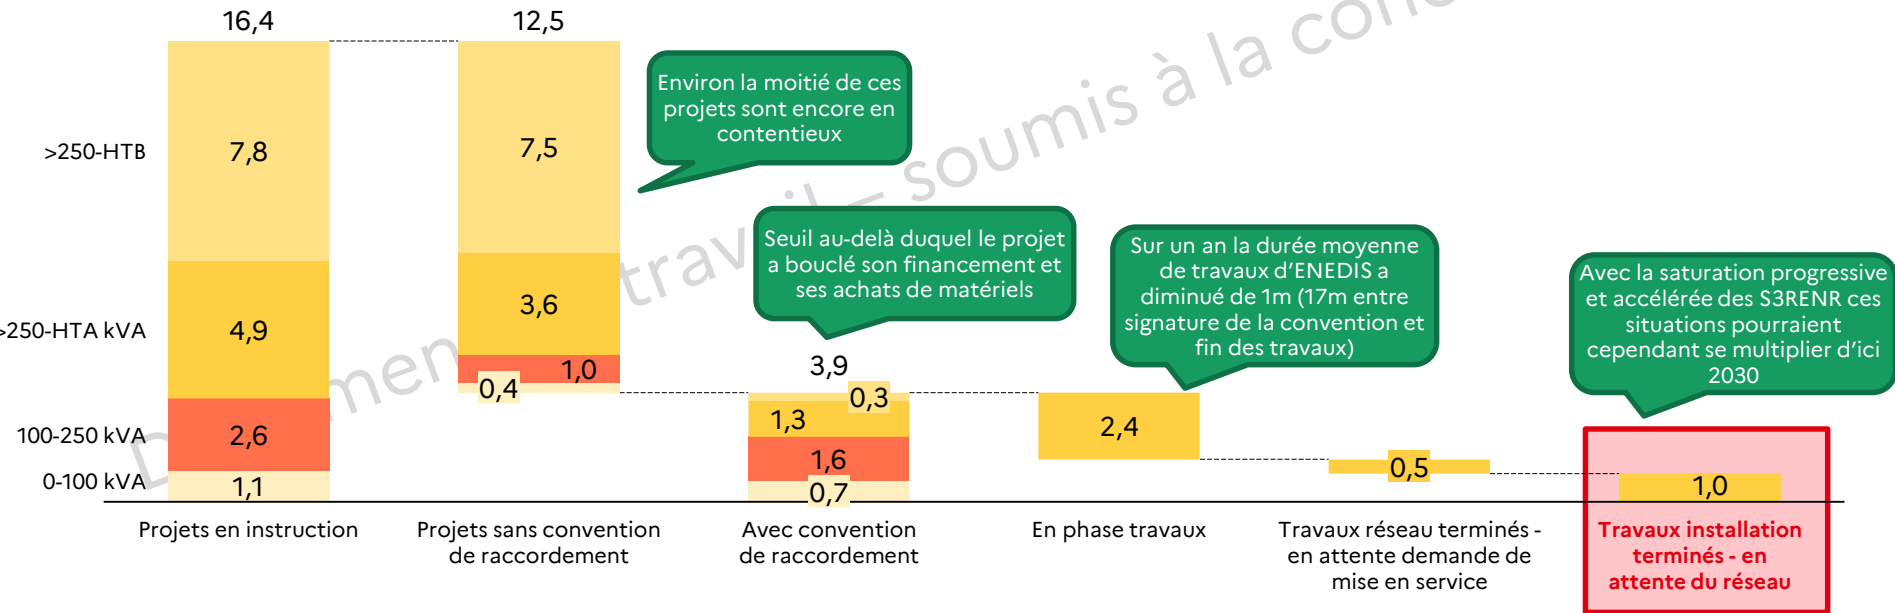 16,4
12,5
>250-HTB
7,8
7,5
Environ la moitié de ces
projets sont encore en
contentieux
>250-HTA kVA
4,9
3,6
1,0
0,4
Seuil au-delà duquel le projet
a bouclé son financement et
ses achats de matériels
3,9
0,3
1,3
1,6
0,7
Sur un an la durée moyenne
de travaux d'ENEDIS a
diminué de 1m (17m entre
signature de la convention et
fin des travaux)
Avec la saturation progressive
et accélérée des S3RENR ces
situations pourraient
cependant se multiplier d'ici
2030
100-250 kVA
2,6
0-100 kVA
1,1
2,4
0,5
1,0
Projets en instruction
Projets sans convention
de raccordement
Avec convention
de raccordement
En phase travaux
Travaux réseau terminés -
en attente demande de
mise en service
Travaux installation
terminés - en
attente du réseau
soumis à la